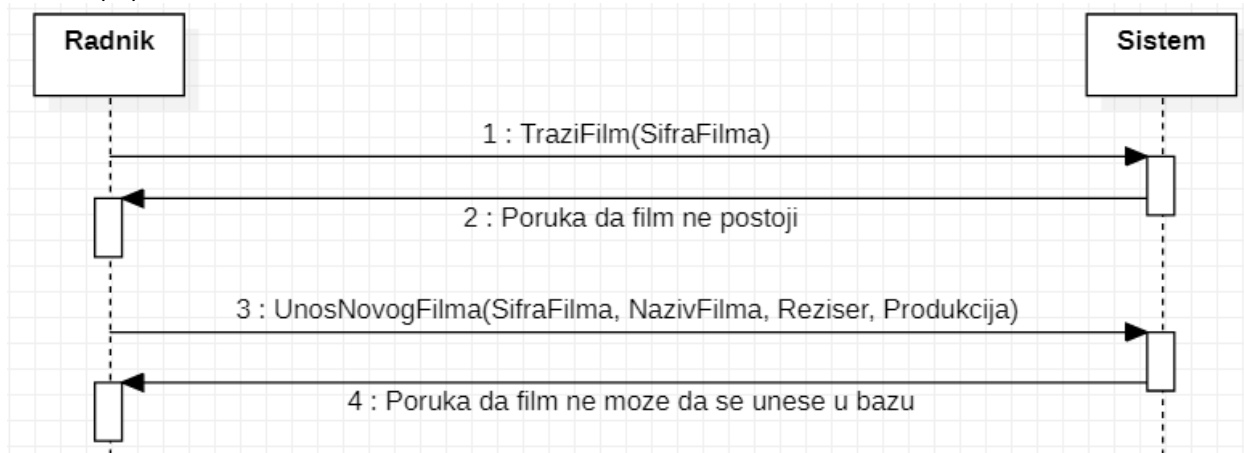 Radnik
Sistem
1 : TraziFilm(SifraFilma)
2 : Poruka da film ne postoji
3 : UnosNovogFilma(SifraFilma, NazivFilma, Reziser, Produkcija)
4 : Poruka da film ne moze da se unese u bazu